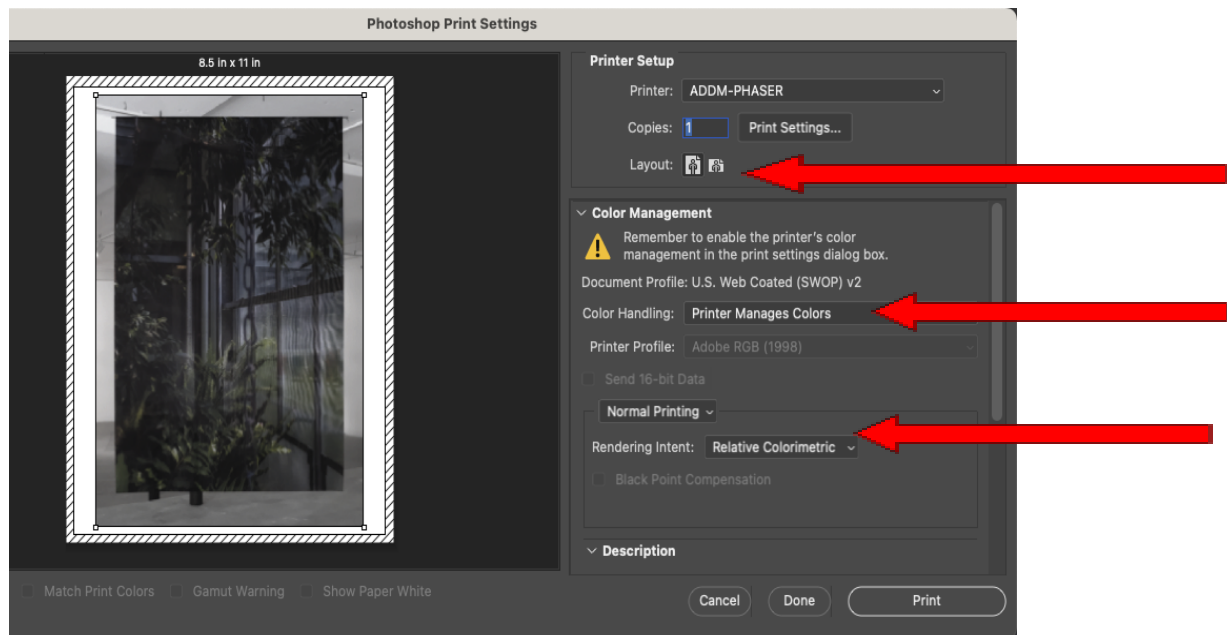 Photoshop Print Settings
8.5 in x 11 in
Printer Setup
Printer: ADDM-PHASER
Copies: 1 Print Settings...
Layout:
Color Management
Remember to enable the printer's color
management in the print settings dialog box.
Document Profile: U.S. Web Coated (SWOP) v2
Color Handling: Printer Manages Colors
Printer Profile: Adobe RGB (1998)
Send 16-bit Data
Normal Printing
Rendering Intent: Relative Colorimetric
Black Point Compensation
Description
Match Print Colors Gamut Warning Show Paper White
Cancel Done Print